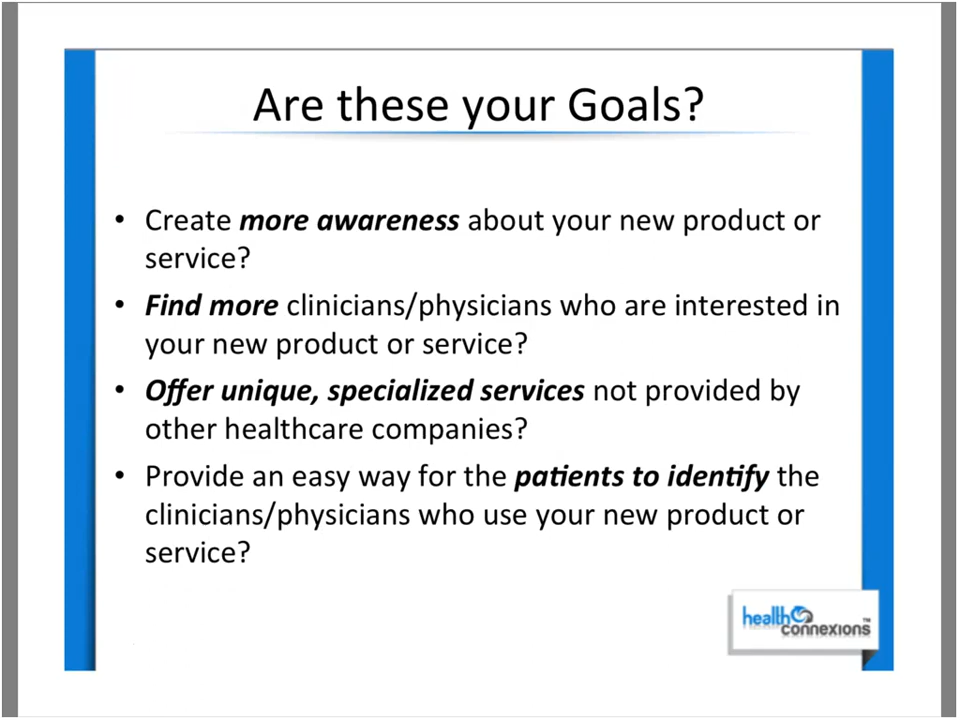 Are these your Goals?
• Create more awareness about your new product or
service?
• Find more clinicians/physicians who are interested in
your new product or service?
• Offer unique, specialized services not provided by
other healthcare companies?
• Provide an easy way for the patients to identify the
clinicians/physicians who use your new product or
service?
health
connexions™